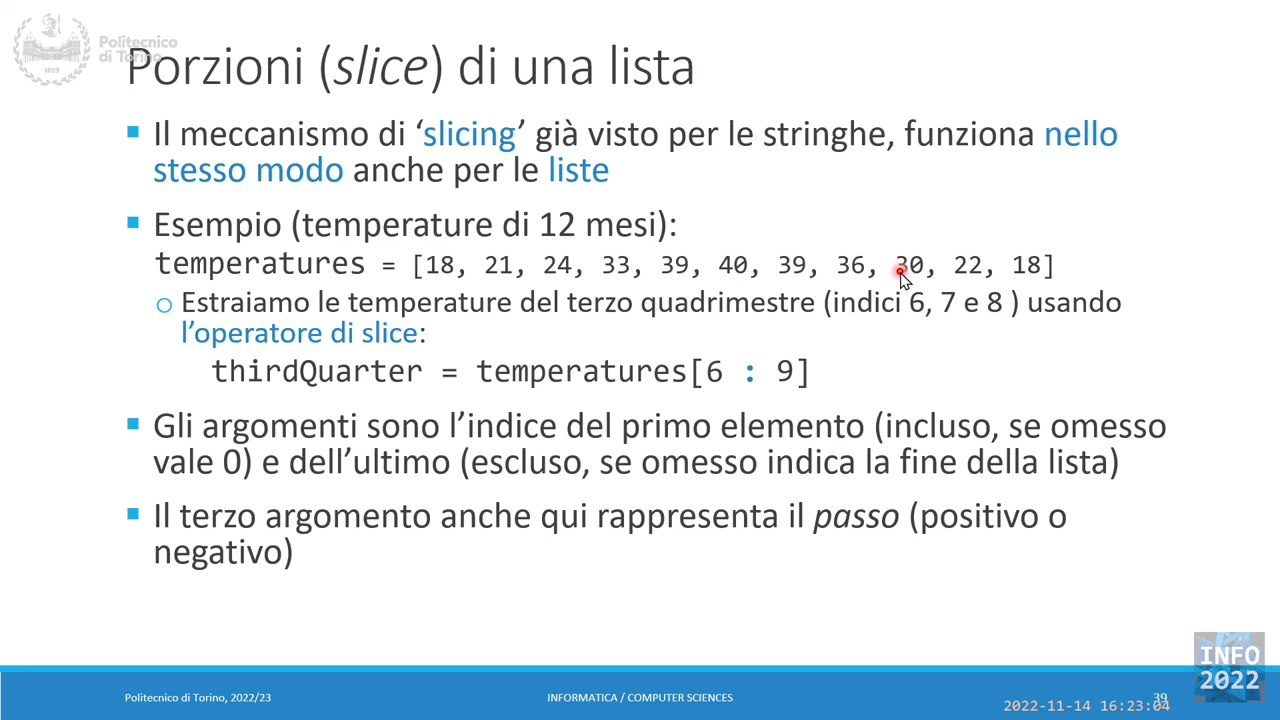 Politecnico
di Torino
Porzioni (slice) di una lista
Il meccanismo di ‘slicing’ già visto per le stringhe, funziona nello
stesso modo anche per le liste
Esempio (temperature di 12 mesi):
temperatures = [18, 21, 24, 33, 39, 40, 39, 36, 30, 22, 18]
Estraiamo le temperature del terzo quadrimestre (indici 6, 7 e 8 ) usando
l’operatore di slice:
thirdQuarter = temperatures[6 : 9]
Gli argomenti sono l’indice del primo elemento (incluso, se omesso
vale 0) e dell’ultimo (escluso, se omesso indica la fine della lista)
Il terzo argomento anche qui rappresenta il passo (positivo o
negativo)
INFO
2022
Politecnico di Torino, 2022/23
INFORMATICA / COMPUTER SCIENCES
39
2022-11-14 16:23:04